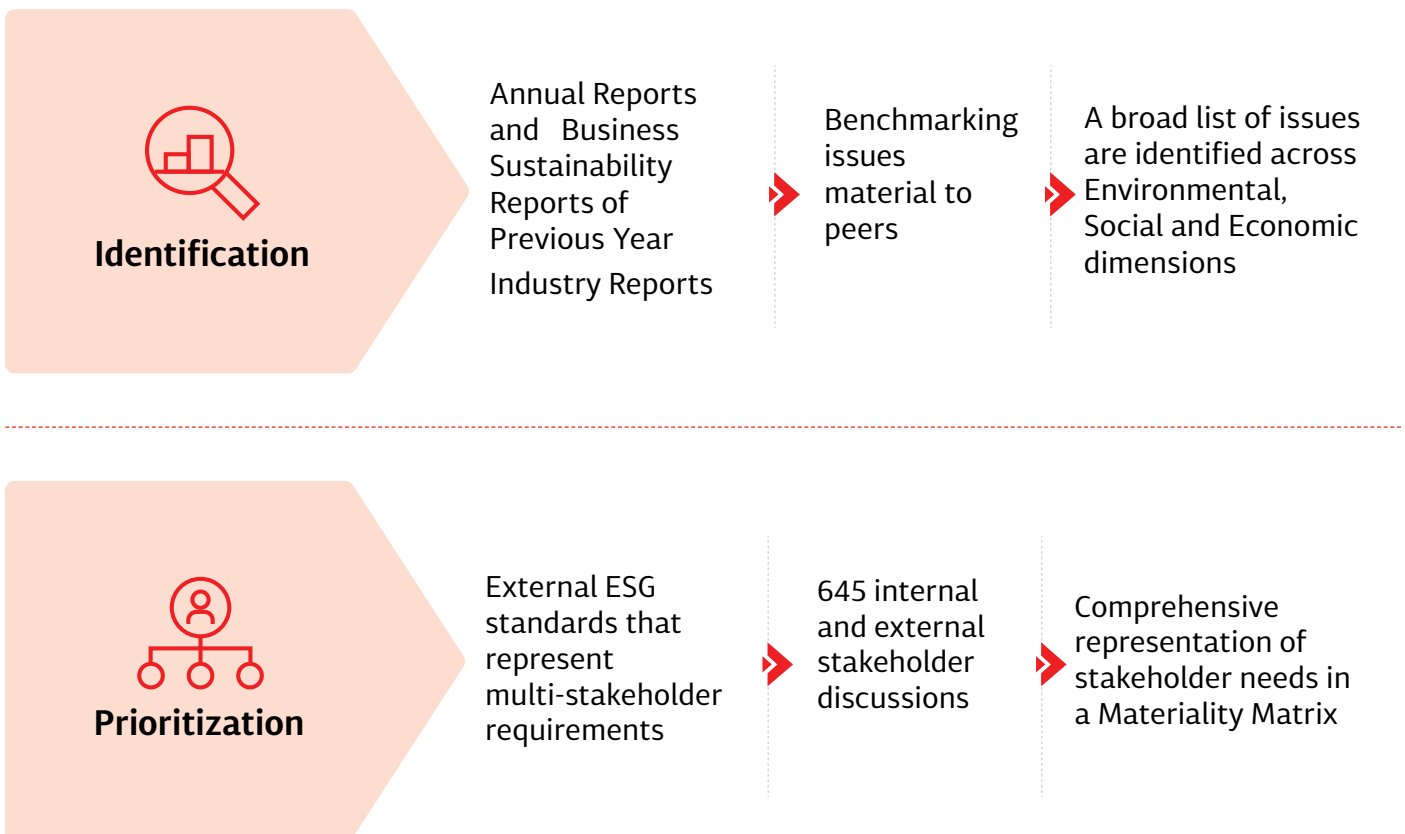 Identification
Annual Reports
and Business
Sustainability
Reports of
Previous Year
Industry Reports
Benchmarking
issues
material to
peers
A broad list of issues
are identified across
Environmental,
Social and Economic
dimensions
Prioritization
External ESG
standards that
represent
multi-stakeholder
requirements
645 internal
and external
stakeholder
discussions
Comprehensive
representation of
stakeholder needs in
a Materiality Matrix